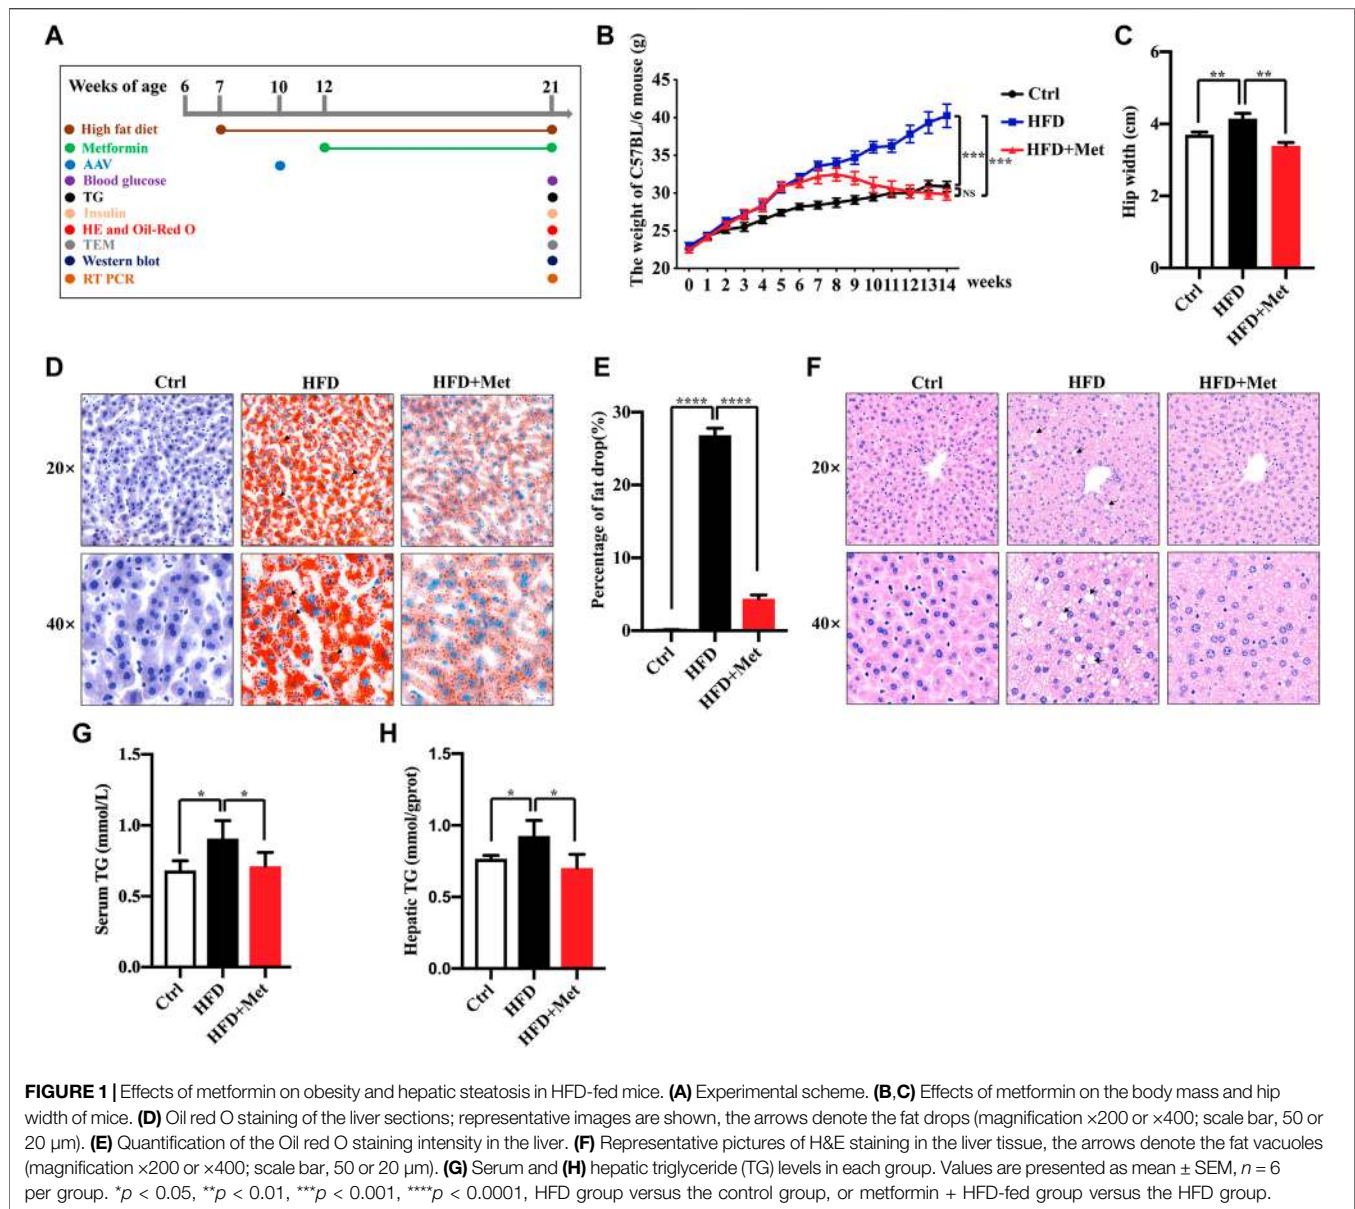 A
Weeks of age 6 7 10 12 21
High fat diet
Metformin
AAV
Blood glucose
TG
Insulin
HE and Oil-Red O
TEM
Western blot
RT PCR
B
The weight of C57BL/6 mouse (g)
45
40
35
30
25
20
0 1 2 3 4 5 6 7 8 9 10 11 12 13 14 weeks
Ctrl
HFD
HFD+Met
***
***
NS
C
Hip width (cm)
6
4
2
0
** **
Ctrl HFD HFD+Met
D
Ctrl HFD HFD+Met
20×
40×
E
Percentage of fat drop(%)
30
20
10
0
**** ****
Ctrl HFD HFD+Met
F
Ctrl HFD HFD+Met
20×
40×
G
Serum TG (mmol/L)
1.5
1.0
0.5
0.0
* *
Ctrl HFD HFD+Met
H
Hepatic TG (mmol/gprot)
1.5
1.0
0.5
0.0
* *
Ctrl HFD HFD+Met
FIGURE 1 | Effects of metformin on obesity and hepatic steatosis in HFD-fed mice. (A) Experimental scheme. (B,C) Effects of metformin on the body mass and hip
width of mice. (D) Oil red O staining of the liver sections; representative images are shown, the arrows denote the fat drops (magnification ×200 or ×400; scale bar, 50 or
20 μm). (E) Quantification of the Oil red O staining intensity in the liver. (F) Representative pictures of H&E staining in the liver tissue, the arrows denote the fat vacuoles
(magnification ×200 or ×400; scale bar, 50 or 20 μm). (G) Serum and (H) hepatic triglyceride (TG) levels in each group. Values are presented as mean ± SEM, n = 6
per group. *p < 0.05, **p < 0.01, ***p < 0.001, ****p < 0.0001, HFD group versus the control group, or metformin + HFD-fed group versus the HFD group.